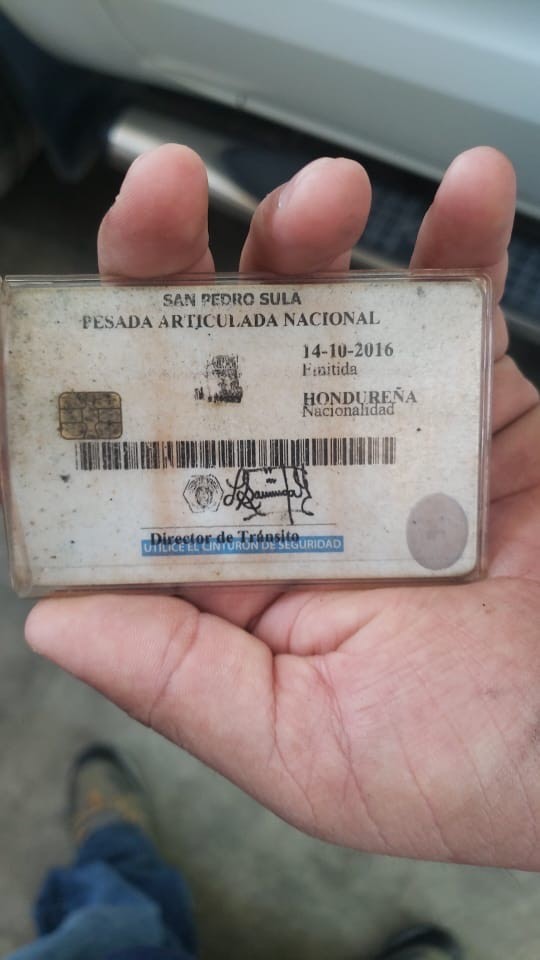 SAN PEDRO SULA
PESADA ARTICULADA NACIONAL
14-10-2016
Emitida
HONDUREÑA
Nacionalidad
Director de Tránsito
UTILICE EL CINTURON DE SEGURIDAD